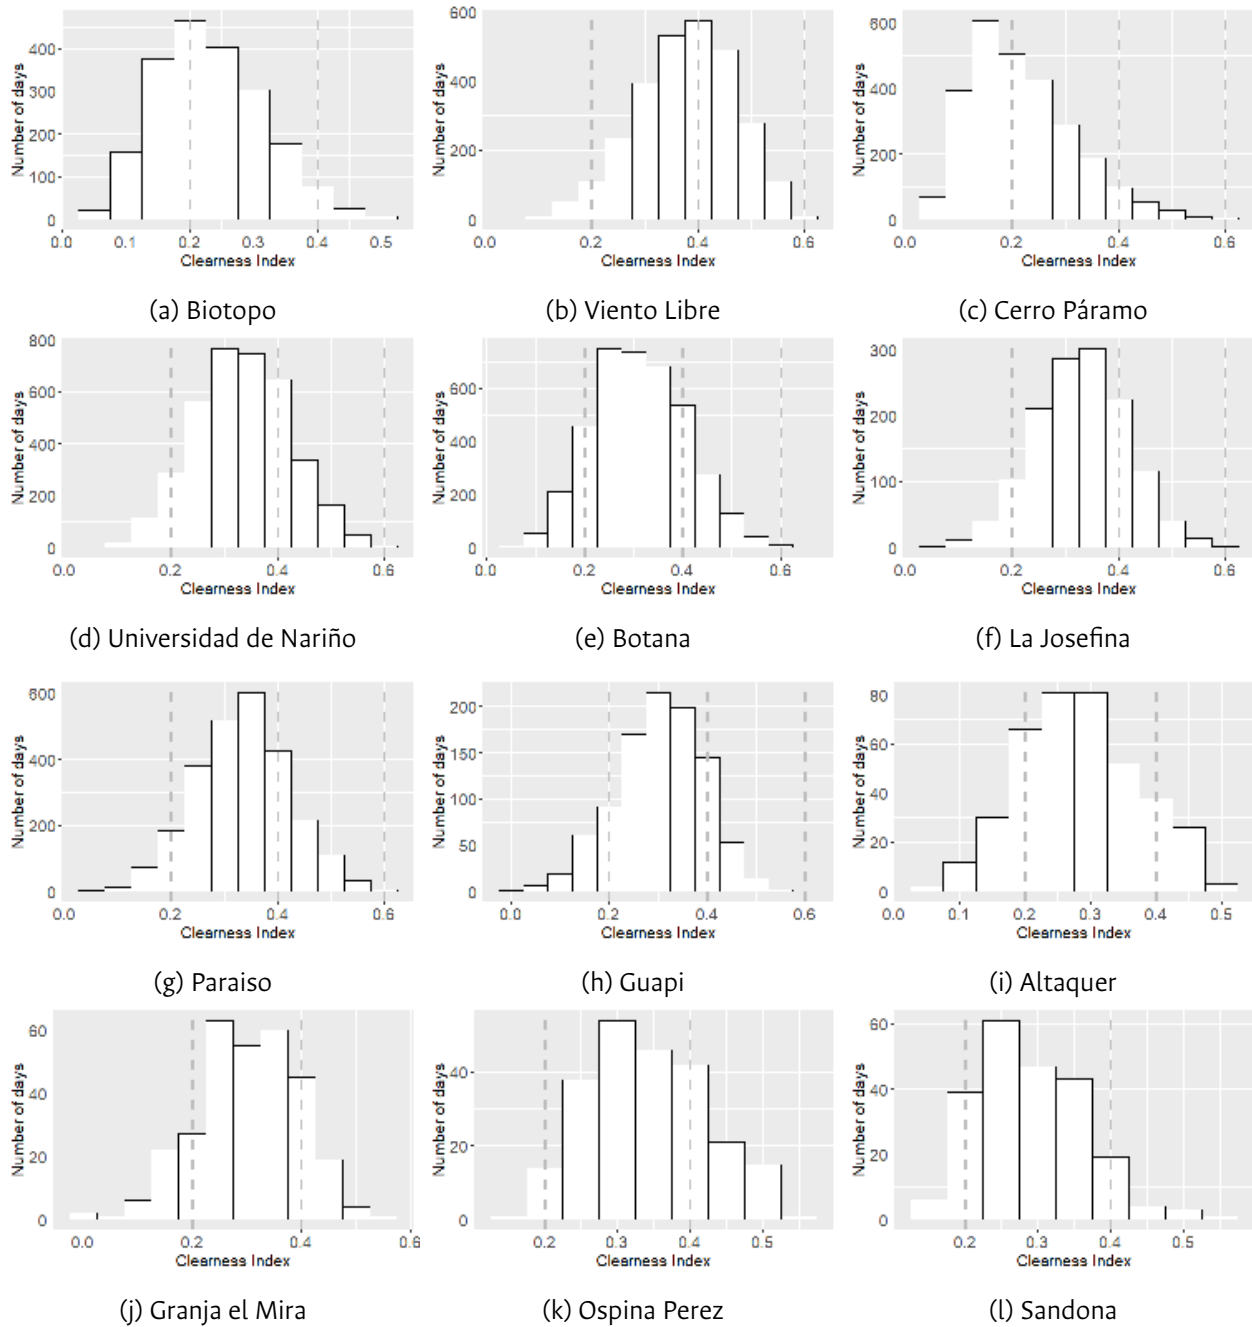 Number of days
400
300
200
100
0
0.0 0.1 0.2 0.3 0.4 0.5
Clearness Index
(a) Biotopo
Number of days
600
400
200
0
0.0 0.2 0.4 0.6
Clearness Index
(b) Viento Libre
Number of days
600
400
200
0
0.0 0.2 0.4 0.6
Clearness Index
(c) Cerro Páramo
Number of days
800
600
400
200
0
0.0 0.2 0.4 0.6
Clearness Index
(d) Universidad de Nariño
Number of days
600
400
200
0
0.0 0.2 0.4 0.6
Clearness Index
(e) Botana
Number of days
300
200
100
0
0.0 0.2 0.4 0.6
Clearness Index
(f) La Josefina
Number of days
600
400
200
0
0.0 0.2 0.4 0.6
Clearness Index
(g) Paraiso
Number of days
200
150
100
50
0
0.0 0.2 0.4 0.6
Clearness Index
(h) Guapi
Number of days
80
60
40
20
0
0.0 0.1 0.2 0.3 0.4 0.5
Clearness Index
(i) Altaquer
Number of days
60
40
20
0
0.0 0.2 0.4 0.6
Clearness Index
(j) Granja el Mira
Number of days
40
20
0
0.2 0.3 0.4 0.5
Clearness Index
(k) Ospina Perez
Number of days
60
40
20
0
0.2 0.3 0.4 0.5
Clearness Index
(l) Sandona